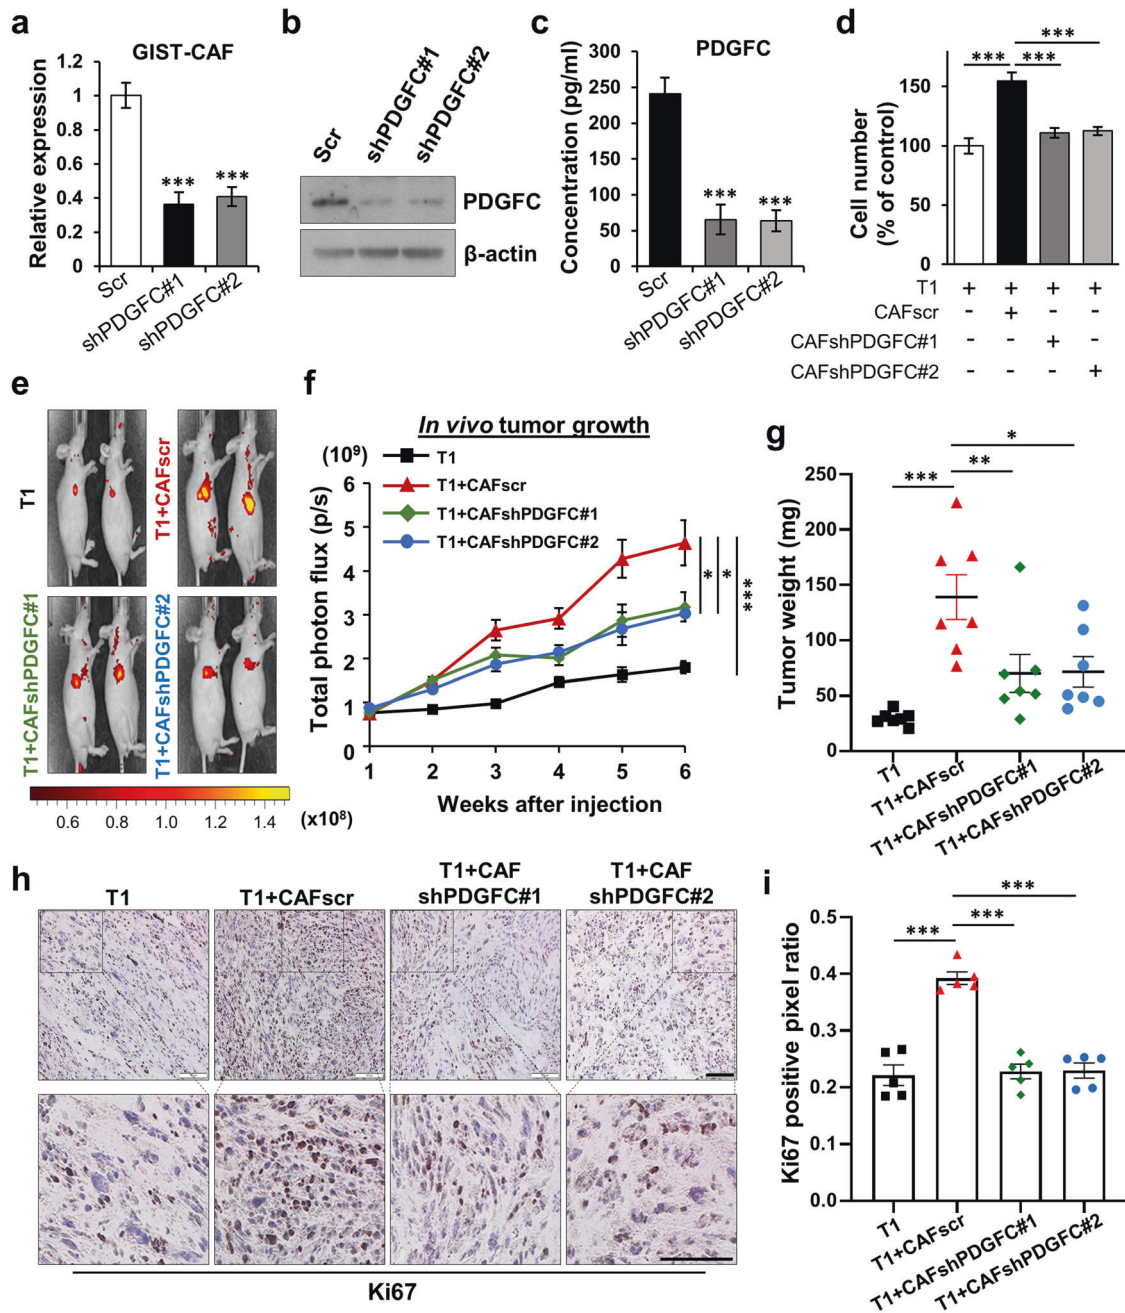 a
GIST-CAF
Relative expression
1.2
1
0.8
0.6
0.4
0.2
0
***
***
Scr
shPDGFC#1
shPDGFC#2
b
Scr
shPDGFC#1
shPDGFC#2
PDGFC
β-actin
c
PDGFC
Concentration (pg/ml)
300
250
200
150
100
50
0
***
***
Scr
shPDGFC#1
shPDGFC#2
d
***
*** ***
Cell number
(% of control)
150
100
50
0
T1 + + + +
CAFscr - + - -
CAFshPDGFC#1 - - + -
CAFshPDGFC#2 - - - +
e
T1
T1+CAFscr
T1+CAFshPDGFC#1
T1+CAFshPDGFC#2
0.6 0.8 1.0 1.2 1.4 (x10⁸)
f
In vivo tumor growth
(10⁹)
T1
T1+CAFscr
T1+CAFshPDGFC#1
T1+CAFshPDGFC#2
Total photon flux (p/s)
6
5
4
3
2
1
0
* * ***
1 2 3 4 5 6
Weeks after injection
g
*
**
***
Tumor weight (mg)
250
200
150
100
50
0
T1
T1+CAFscr
T1+CAFshPDGFC#1
T1+CAFshPDGFC#2
h
T1
T1+CAFscr
T1+CAF
shPDGFC#1
T1+CAF
shPDGFC#2
Ki67
i
***
***
***
Ki67 positive pixel ratio
0.5
0.4
0.3
0.2
0.1
0.0
T1
T1+CAFscr
T1+CAFshPDGFC#1
T1+CAFshPDGFC#2